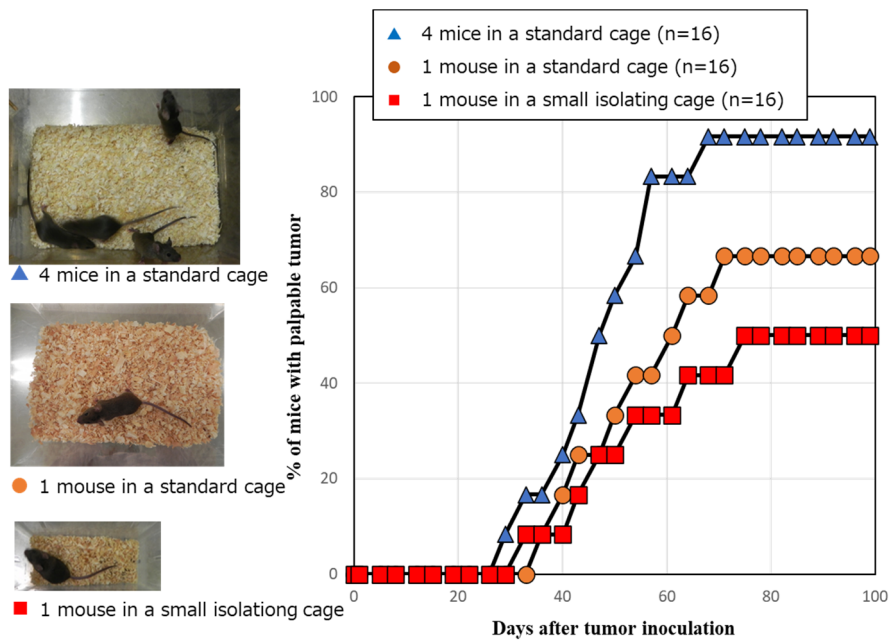 4 mice in a standard cage (n=16)
1 mouse in a standard cage (n=16)
1 mouse in a small isolating cage (n=16)
4 mice in a standard cage
1 mouse in a standard cage
1 mouse in a small isolationg cage
% of mice with palpable tumor
100
80
60
40
20
0
0
20
40
60
80
100
Days after tumor inoculation